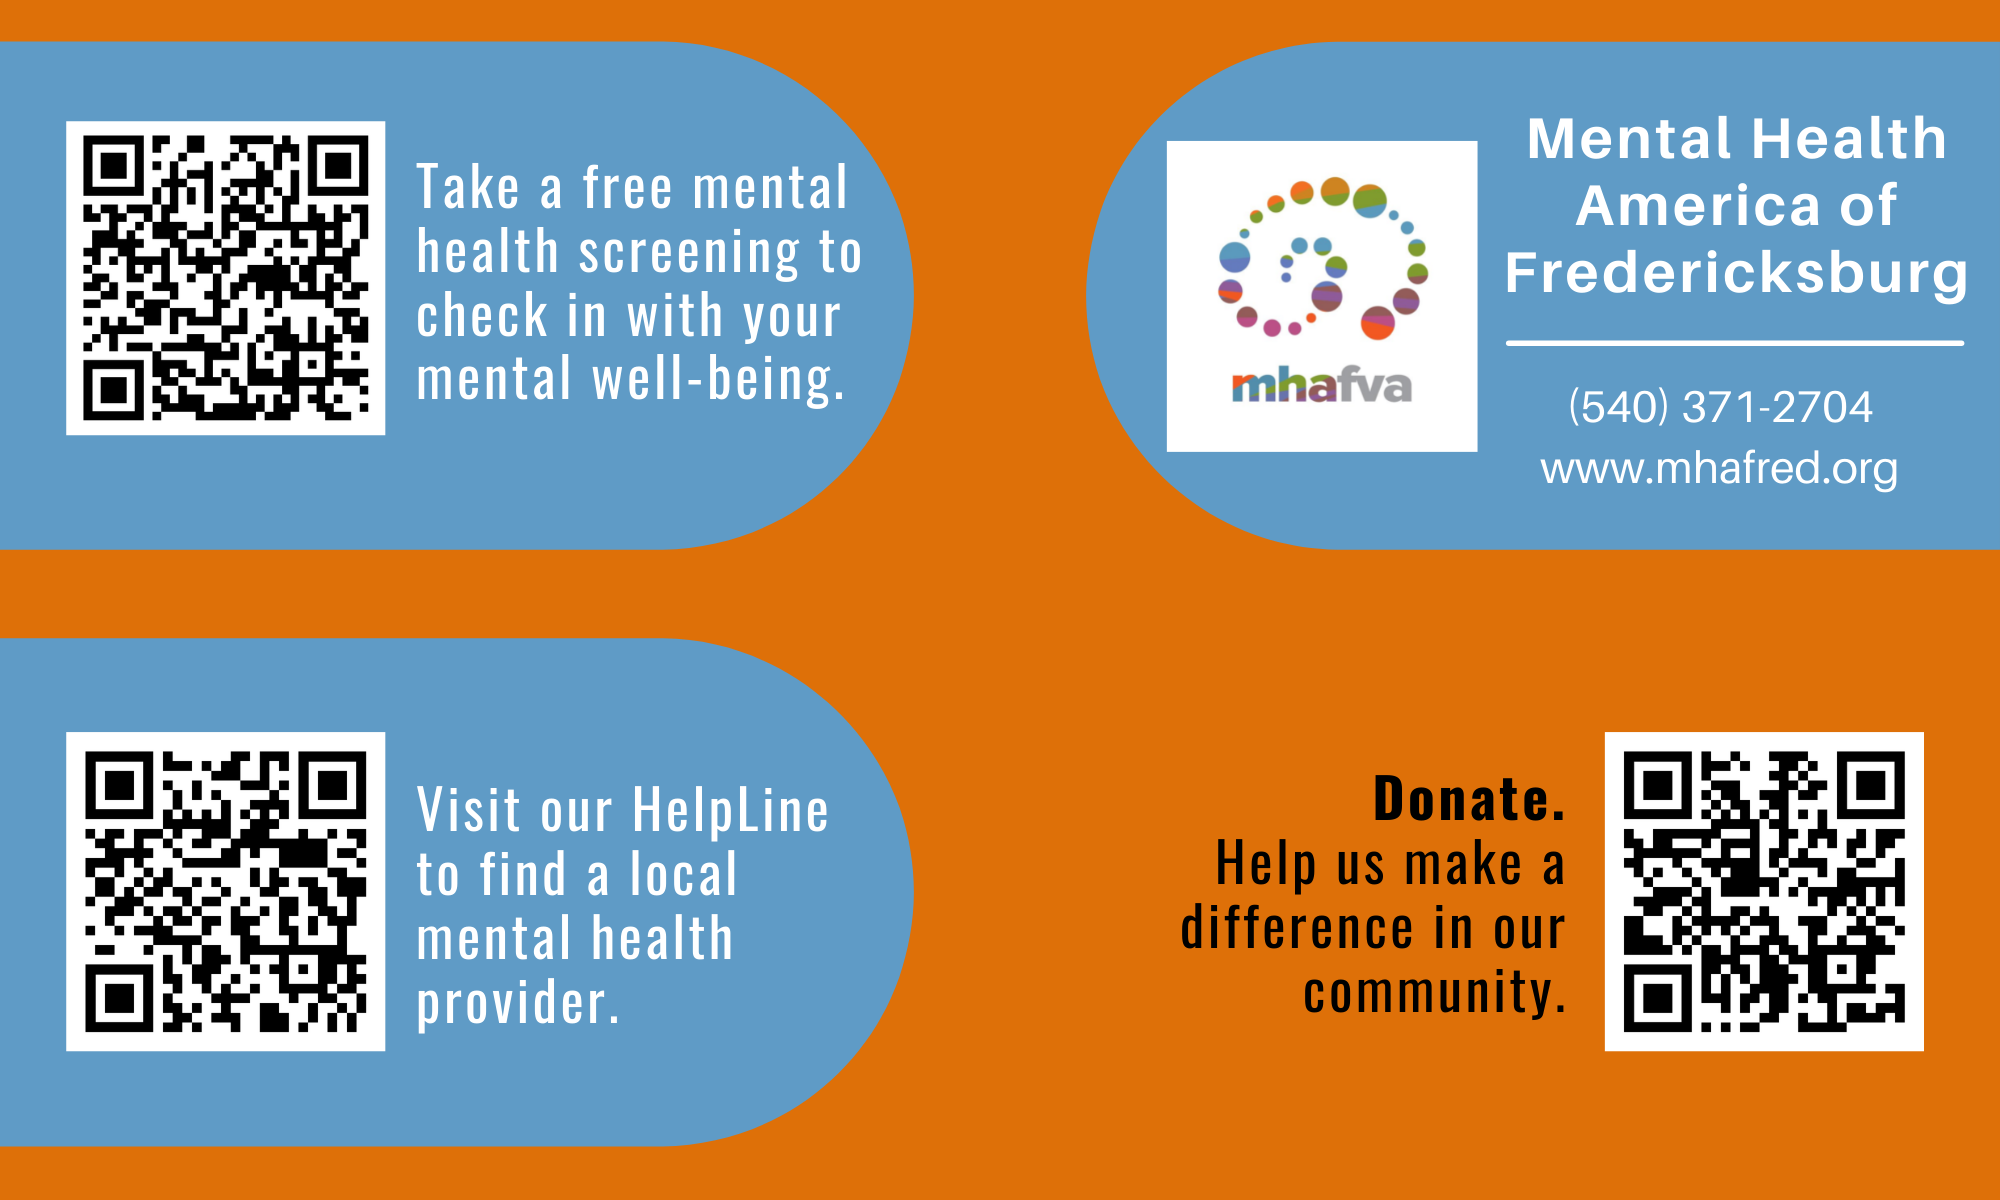 Take a free mental
health screening to
check in with your
mental well-being.
mhafva
Mental Health
America of
Fredericksburg
(540) 371-2704
www.mhafred.org
Visit our HelpLine
to find a local
mental health
provider.
Donate.
Help us make a
difference in our
community.